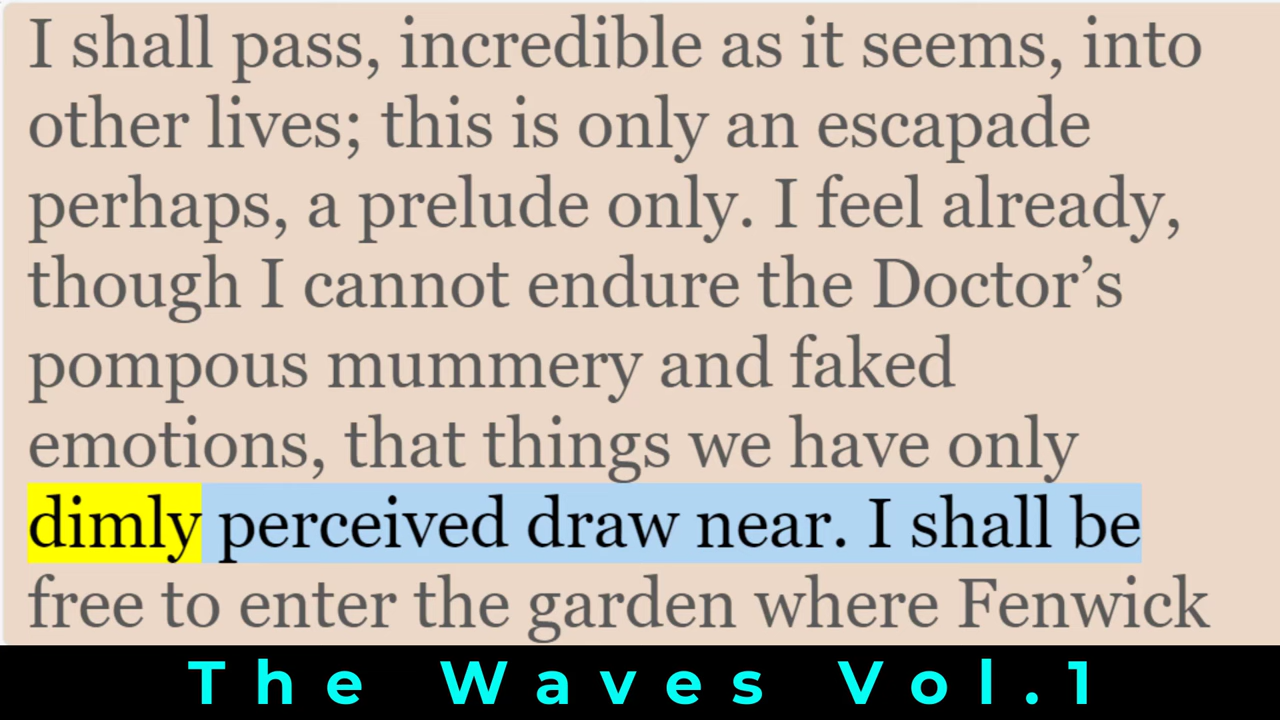 I shall pass, incredible as it seems, into
other lives; this is only an escapade
perhaps, a prelude only. I feel already,
though I cannot endure the Doctor’s
pompous mummery and faked
emotions, that things we have only
dimly perceived draw near. I shall be
free to enter the garden where Fenwick
The Waves Vol.1